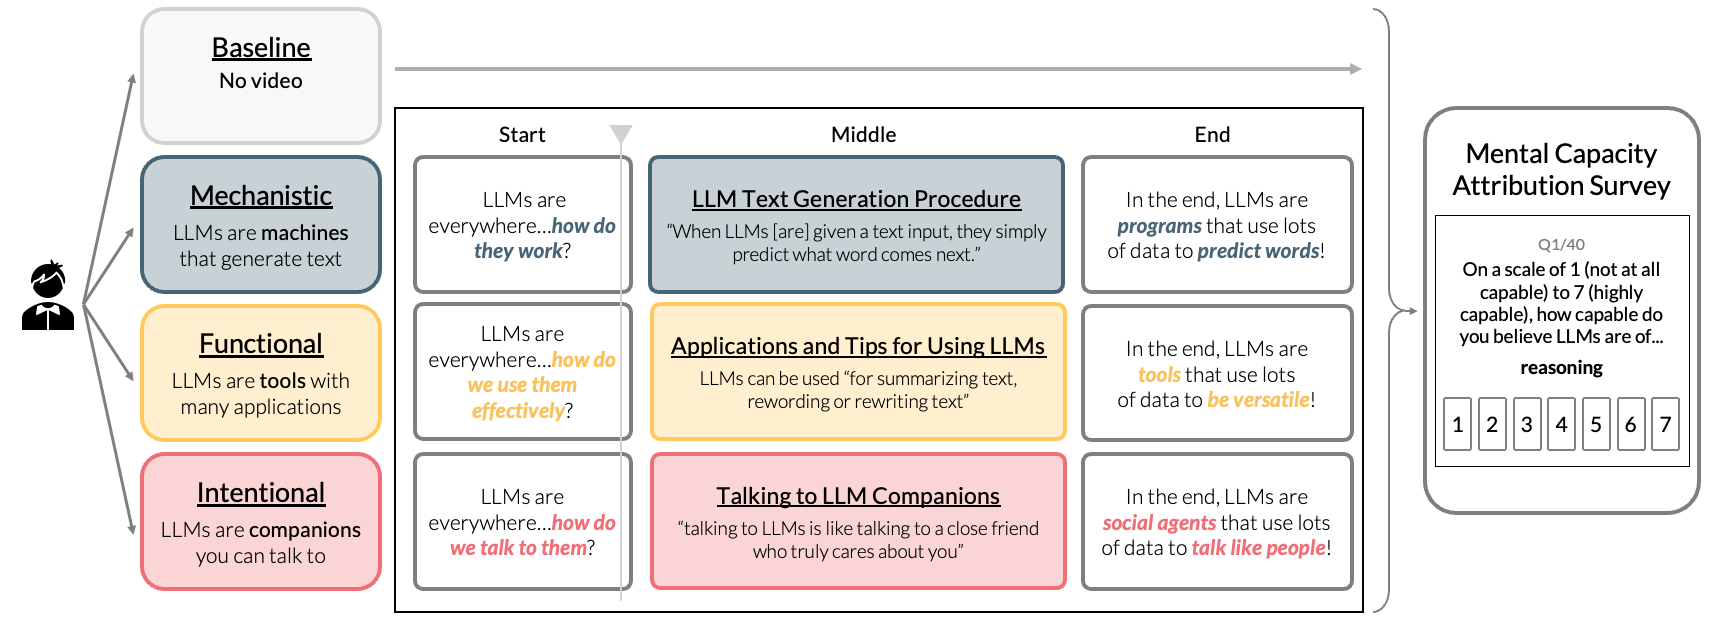 Baseline
No video
Mechanistic
LLMs are machines
that generate text
Functional
LLMs are tools with
many applications
Intentional
LLMs are companions
you can talk to
Start
Middle
End
LLMs are
everywhere...how do
they work?
LLM Text Generation Procedure
“When LLMs [are] given a text input, they simply
predict what word comes next.”
In the end, LLMs are
programs that use lots
of data to predict words!
LLMs are
everywhere...how do
we use them
effectively?
Applications and Tips for Using LLMs
LLMs can be used “for summarizing text,
rewording or rewriting text”
In the end, LLMs are
tools that use lots
of data to be versatile!
LLMs are
everywhere...how do
we talk to them?
Talking to LLM Companions
“talking to LLMs is like talking to a close friend
who truly cares about you”
In the end, LLMs are
social agents that use lots
of data to talk like people!
Mental Capacity
Attribution Survey
Q1/40
On a scale of 1 (not at all
capable) to 7 (highly
capable), how capable do
you believe LLMs are of...
reasoning
1 2 3 4 5 6 7